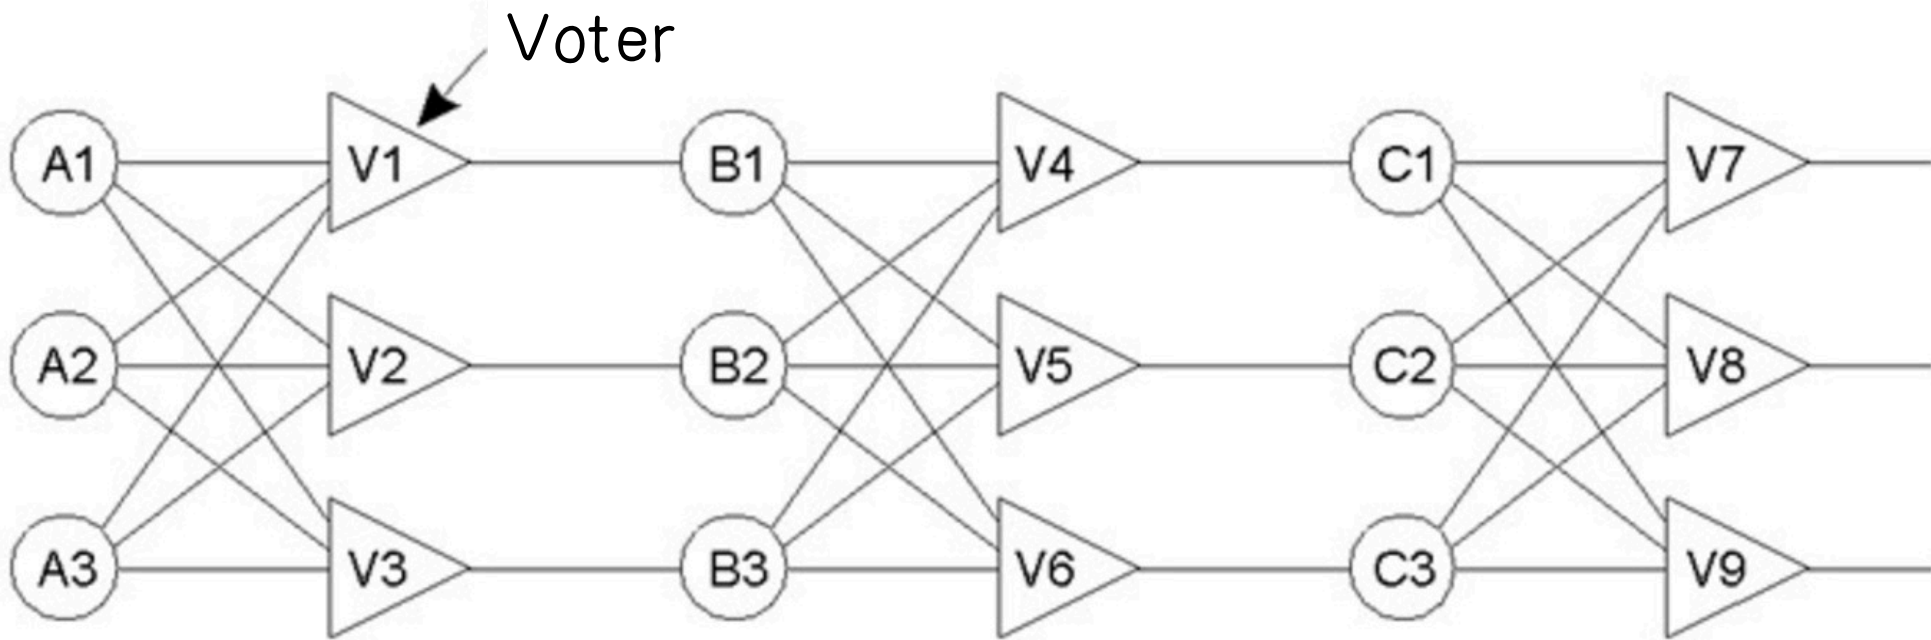 Voter
A1 V1 B1 V4 C1 V7
A2 V2 B2 V5 C2 V8
A3 V3 B3 V6 C3 V9